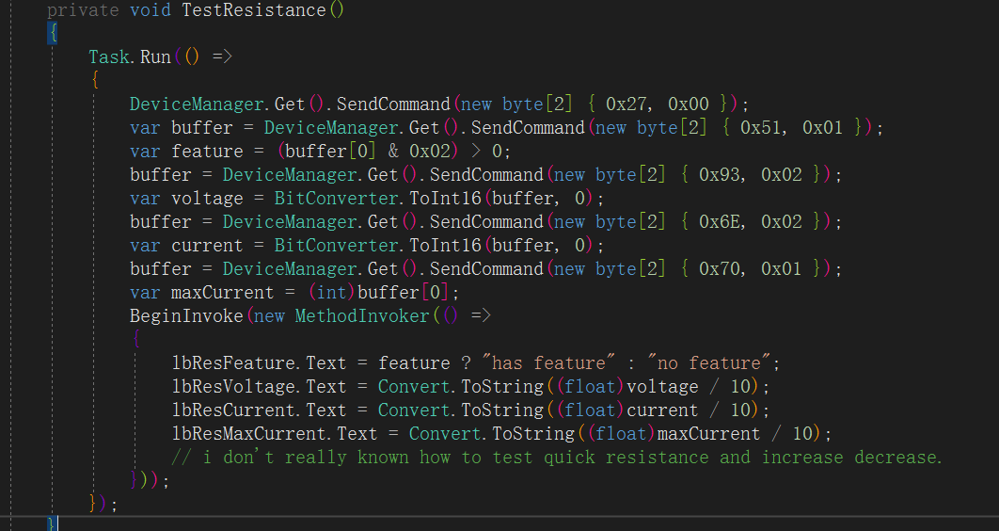 private void TestResistance()
{
Task.Run(() =>
{
DeviceManager.Get().SendCommand(new byte[2] { 0x27, 0x00 });
var buffer = DeviceManager.Get().SendCommand(new byte[2] { 0x51, 0x01 });
var feature = (buffer[0] & 0x02) > 0;
buffer = DeviceManager.Get().SendCommand(new byte[2] { 0x93, 0x02 });
var voltage = BitConverter.ToInt16(buffer, 0);
buffer = DeviceManager.Get().SendCommand(new byte[2] { 0x6E, 0x02 });
var current = BitConverter.ToInt16(buffer, 0);
buffer = DeviceManager.Get().SendCommand(new byte[2] { 0x70, 0x01 });
var maxCurrent = (int)buffer[0];
BeginInvoke(new MethodInvoker(() =>
{
lbResFeature.Text = feature ? "has feature" : "no feature";
lbResVoltage.Text = Convert.ToString((float)voltage / 10);
lbResCurrent.Text = Convert.ToString((float)current / 10);
lbResMaxCurrent.Text = Convert.ToString((float)maxCurrent / 10);
// i don't really known how to test quick resistance and increase decrease.
}));
});
}